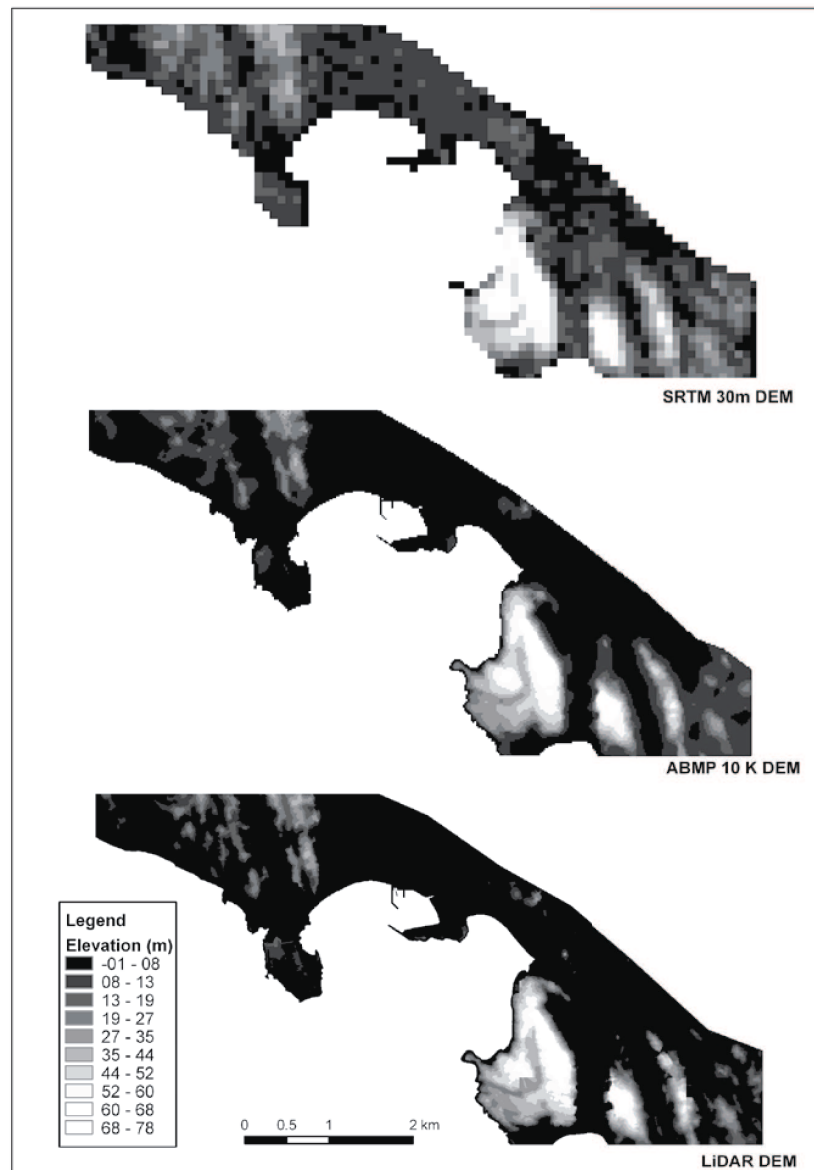 SRTM 30m DEM
ABMP 10 K DEM
Legend
Elevation (m)
-01 - 08
08 - 13
13 - 19
19 - 27
27 - 35
35 - 44
44 - 52
52 - 60
60 - 68
68 - 78
0 0.5 1 2 km
LiDAR DEM